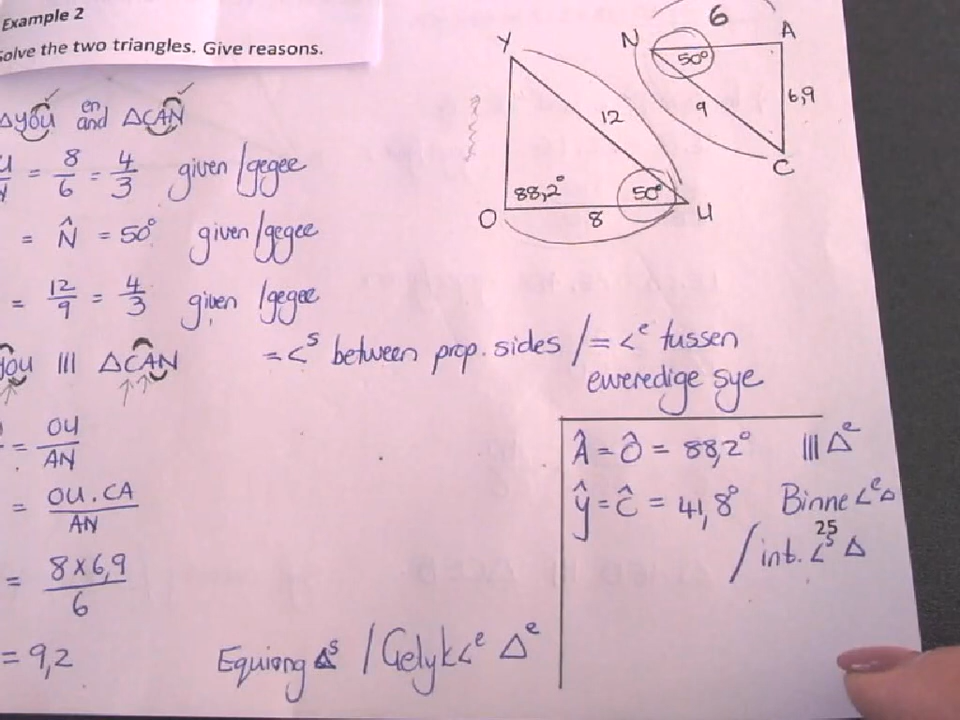 Example 2
Solve the two triangles. Give reasons.
ΔYOU en and ΔCAN
= 8/6 = 4/3 given /gegee
= N̂ = 50° given /gegee
= 12/9 = 4/3 given /gegee
YOU ||| ΔCAN = <s between prop. sides / = <e tussen
eweredige sye
= OU/AN
= OU . CA/AN
= 8 x 6,9/6
= 9,2 Equiang Δs / Gelyk <e Δe
Y
12
88,2°
50°
O
8
U
6
N
A
50°
9
6,9
C
Â = Ô = 88,2° ||| Δe
Ŷ = Ĉ = 41,8° Binne <e Δ
/ int. <s Δ
25